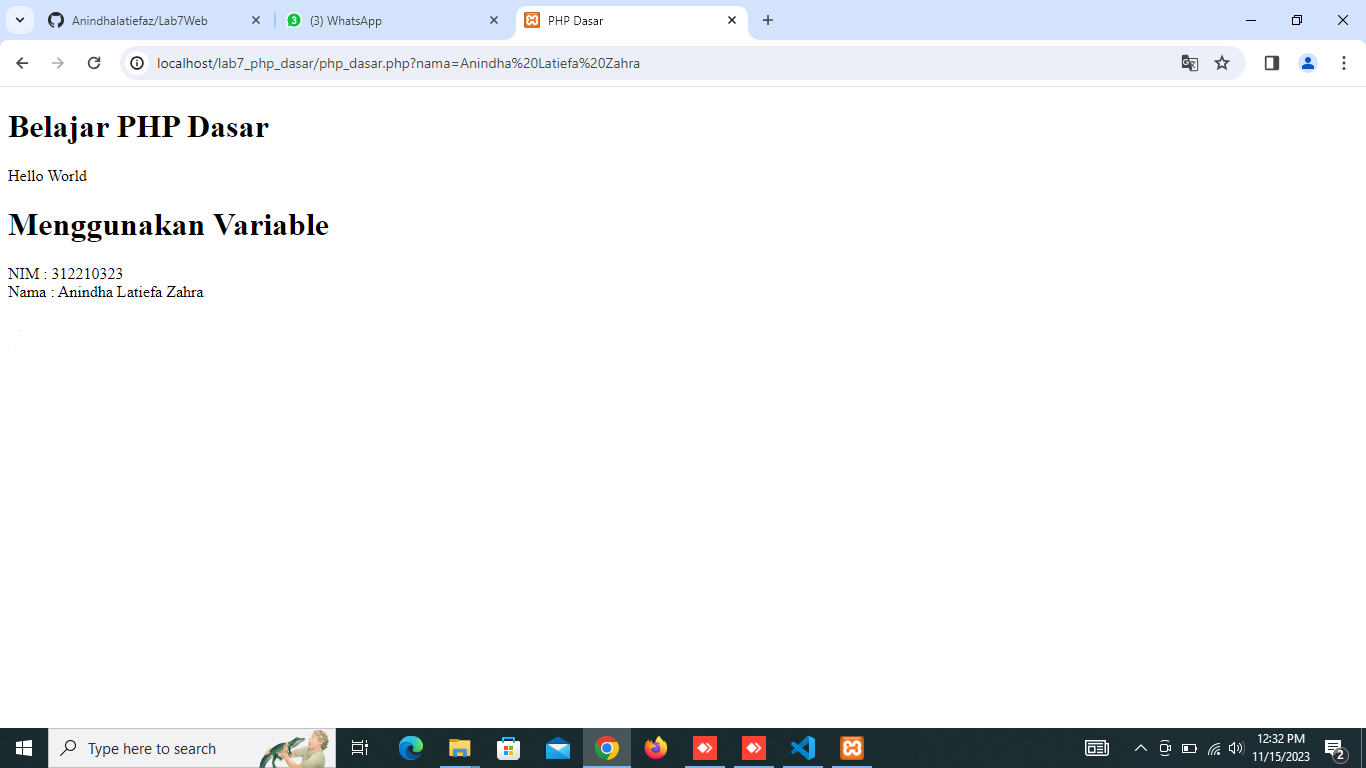 Anindhalatiefaz/Lab7Web
3
(3) WhatsApp
PHP Dasar
localhost/lab7_php_dasar/php_dasar.php?nama=Anindha%20Latiefa%20Zahra
Belajar PHP Dasar
Hello World
Menggunakan Variable
NIM : 312210323
Nama : Anindha Latiefa Zahra
Type here to search
12:32 PM
11/15/2023
2